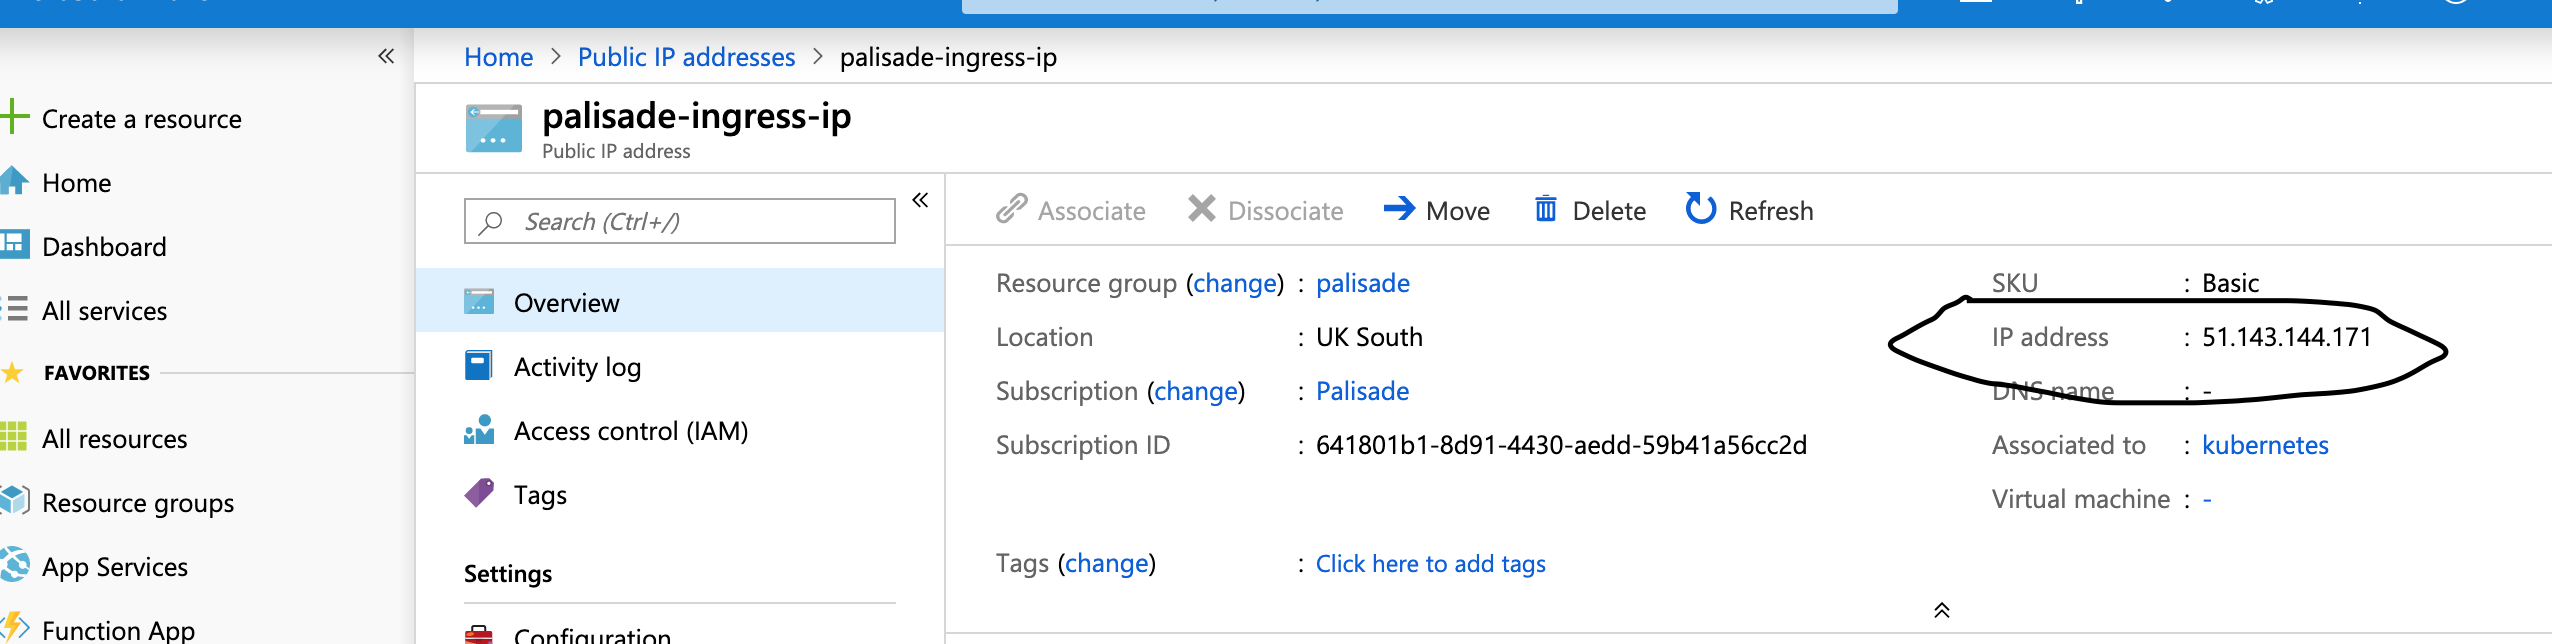 Home > Public IP addresses > palisade-ingress-ip
palisade-ingress-ip
Public IP address
Create a resource
Home
Dashboard
All services
FAVORITES
All resources
Resource groups
App Services
Function App
Search (Ctrl+/)
Overview
Activity log
Access control (IAM)
Tags
Settings
Configuration
Associate
Dissociate
Move
Delete
Refresh
Resource group (change) : palisade
Location : UK South
Subscription (change) : Palisade
Subscription ID : 641801b1-8d91-4430-aedd-59b41a56cc2d
Tags (change) : Click here to add tags
SKU : Basic
IP address : 51.143.144.171
DNS name : -
Associated to : kubernetes
Virtual machine : -